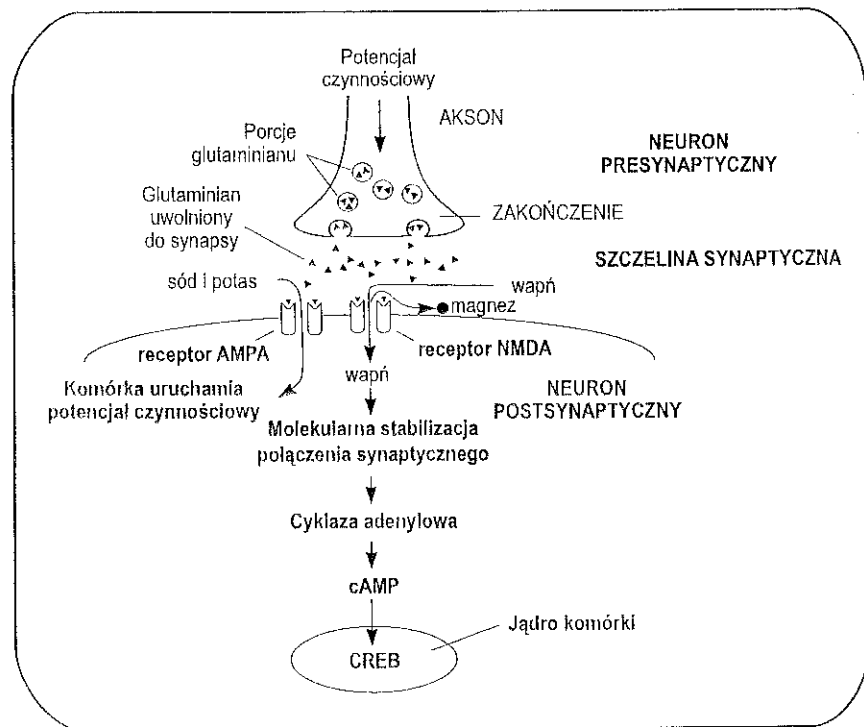 Potencjał
czynnościowy
AKSON
Porcje
glutaminianu
NEURON
PRESYNAPTYCZNY
Glutaminian
uwolniony
do synapsy
ZAKOŃCZENIE
SZCZELINA SYNAPTYCZNA
sód i potas
wapń
magnez
receptor AMPA
receptor NMDA
wapń
Komórka uruchamia
potencjał czynnościowy
NEURON
POSTSYNAPTYCZNY
Molekularna stabilizacja
połączenia synaptycznego
Cyklaza adenylowa
cAMP
Jądro komórki
CREB